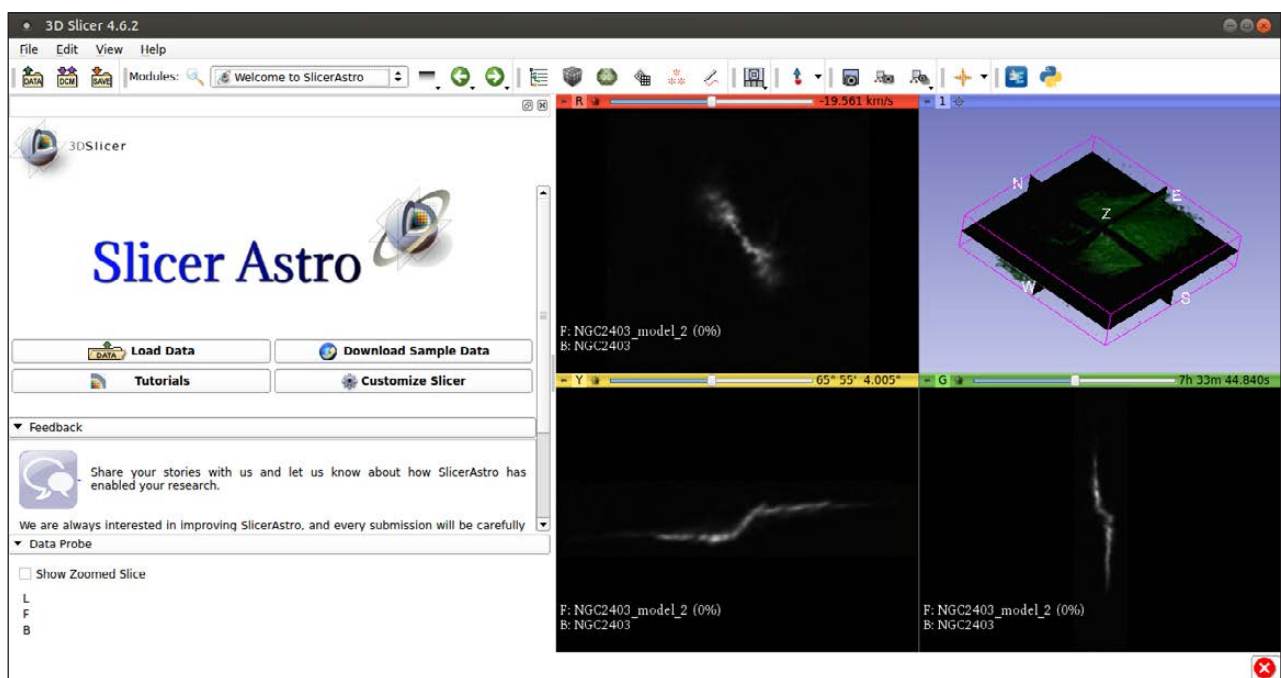 3D Slicer 4.6.2
File Edit View Help
DATA DCM SAVE Modules: Welcome to SlicerAstro
3DSlicer
Slicer Astro
DATA Load Data
Download Sample Data
Tutorials
Customize Slicer
Feedback
Share your stories with us and let us know about how SlicerAstro has
enabled your research.
We are always interested in improving SlicerAstro, and every submission will be carefully
Data Probe
Show Zoomed Slice
L
F
B
R -19.561 km/s
F: NGC2403_model_2 (0%)
B: NGC2403
1
N
E
Z
W
S
Y 65° 55' 4.005"
F: NGC2403_model_2 (0%)
B: NGC2403
G 7h 33m 44.840s
F: NGC2403_model_2 (0%)
B: NGC2403